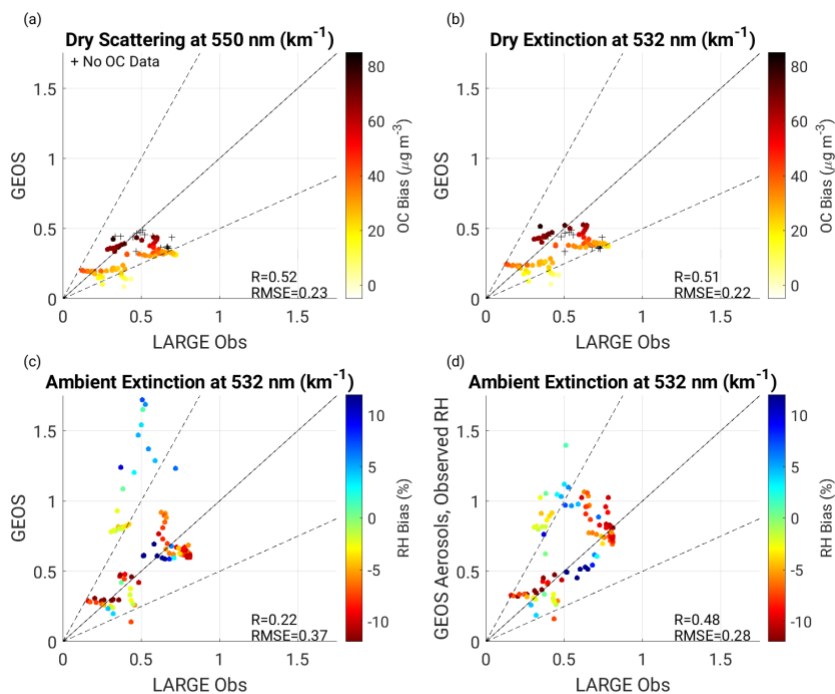 (a)
Dry Scattering at 550 nm (km⁻¹)
+ No OC Data
GEOS
1.5
1
0.5
0
0 0.5 1 1.5
LARGE Obs
R=0.52
RMSE=0.23
80
60
40
20
0
OC Bias (μg m⁻³)
(b)
Dry Extinction at 532 nm (km⁻¹)
GEOS
1.5
1
0.5
0
0 0.5 1 1.5
LARGE Obs
R=0.51
RMSE=0.22
80
60
40
20
0
OC Bias (μg m⁻³)
(c)
Ambient Extinction at 532 nm (km⁻¹)
GEOS
1.5
1
0.5
0
0 0.5 1 1.5
LARGE Obs
R=0.22
RMSE=0.37
10
5
0
-5
-10
RH Bias (%)
(d)
Ambient Extinction at 532 nm (km⁻¹)
GEOS Aerosols, Observed RH
1.5
1
0.5
0
0 0.5 1 1.5
LARGE Obs
R=0.48
RMSE=0.28
10
5
0
-5
-10
RH Bias (%)